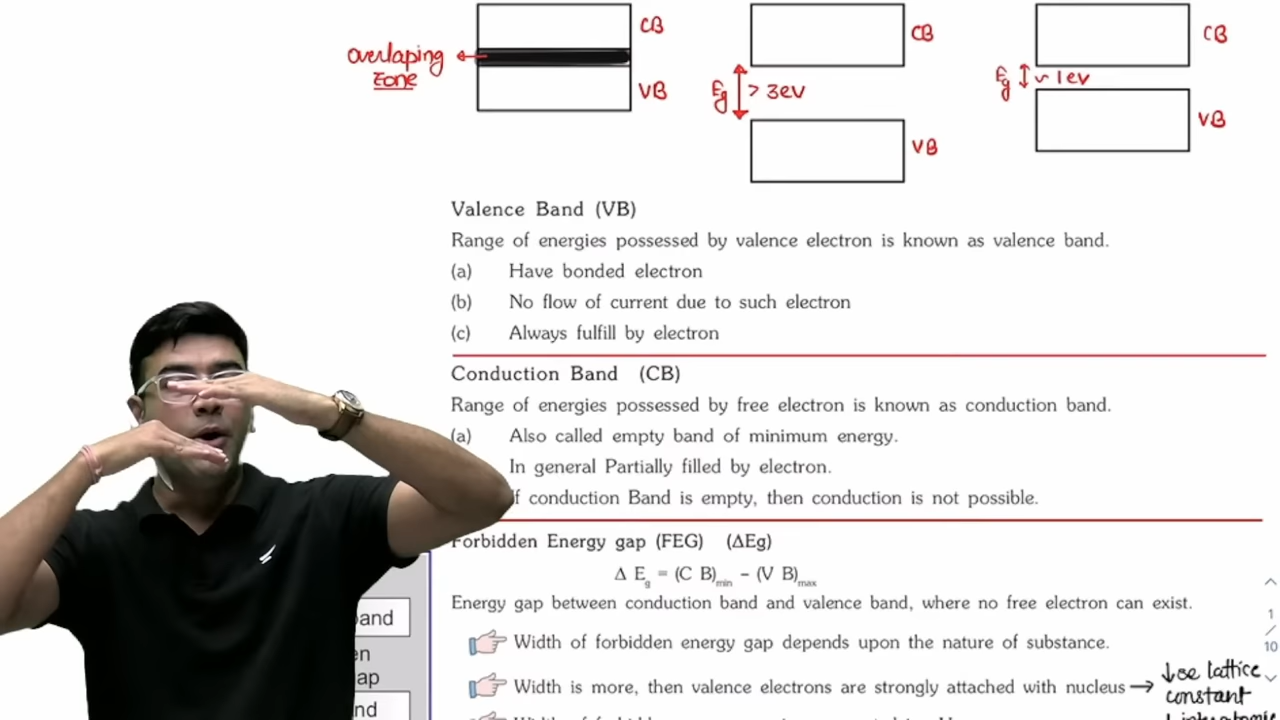 CB
overlaping
zone
VB
CB
Eg > 3ev
VB
CB
Eg ~ 1ev
VB
Valence Band (VB)
Range of energies possessed by valence electron is known as valence band.
(a) Have bonded electron
(b) No flow of current due to such electron
(c) Always fulfill by electron
Conduction Band (CB)
Range of energies possessed by free electron is known as conduction band.
(a) Also called empty band of minimum energy.
In general Partially filled by electron.
If conduction Band is empty, then conduction is not possible.
Forbidden Energy gap (FEG) (ΔEg)
Δ Eg = (C B)min – (V B)max
Energy gap between conduction band and valence band, where no free electron can exist.
Width of forbidden energy gap depends upon the nature of substance.
Width is more, then valence electrons are strongly attached with nucleus → ↓se lattice
constant
1
/
10